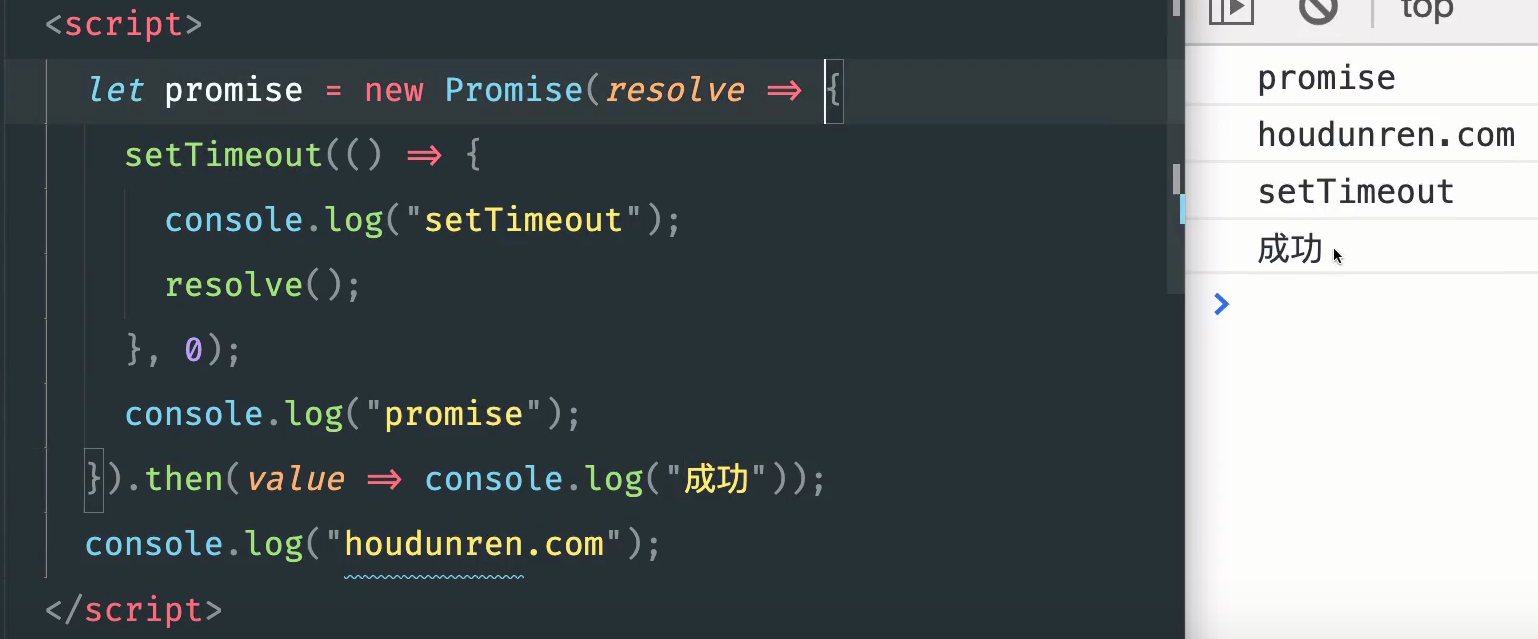 <script>
let promise = new Promise(resolve => {
setTimeout(() => {
console.log("setTimeout");
resolve();
}, 0);
console.log("promise");
}).then(value => console.log("成功"));
console.log("houdunren.com");
</script>
top
promise
houdunren.com
setTimeout
成功